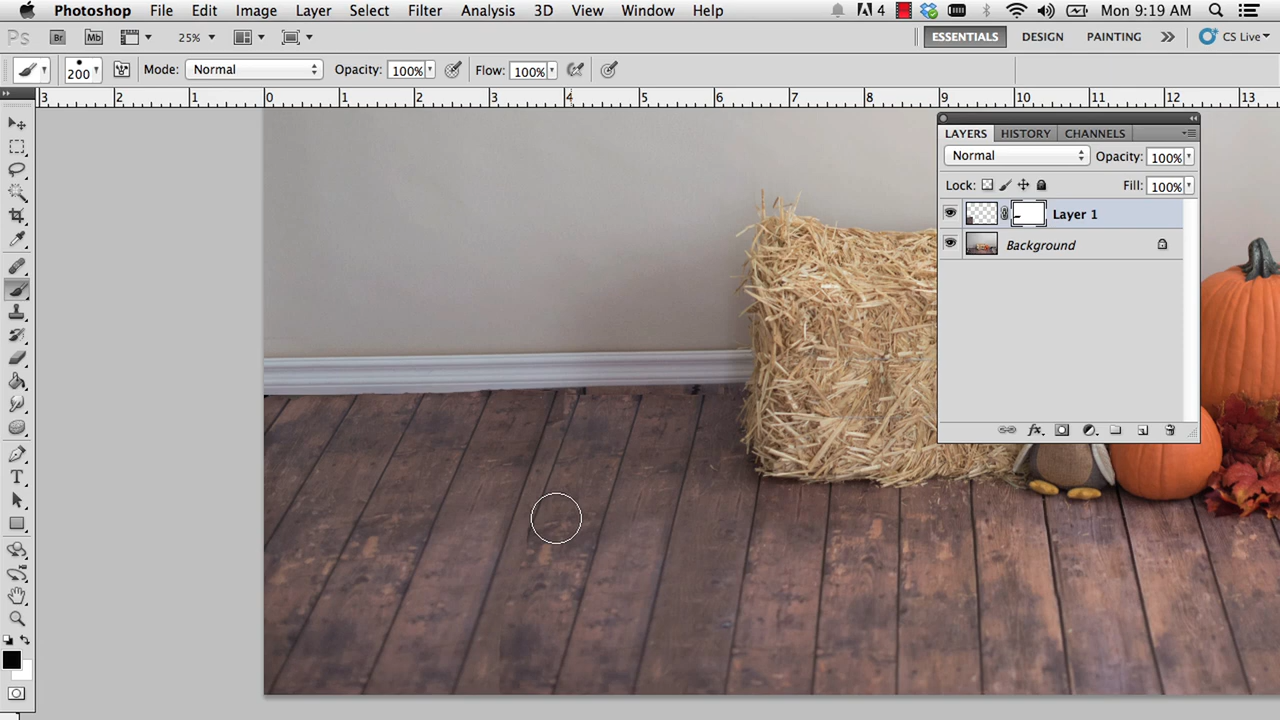 Photoshop File Edit Image Layer Select Filter Analysis 3D View Window Help 4 Mon 9:19 AM
Ps Br Mb 25% ESSENTIALS DESIGN PAINTING CS Live
200 Mode: Normal Opacity: 100% Flow: 100%
3 2 1 0 1 2 3 4 5 6 7 8 9 10 11 12 13
LAYERS HISTORY CHANNELS
Normal Opacity: 100%
Lock: Fill: 100%
Layer 1
Background
fx
T